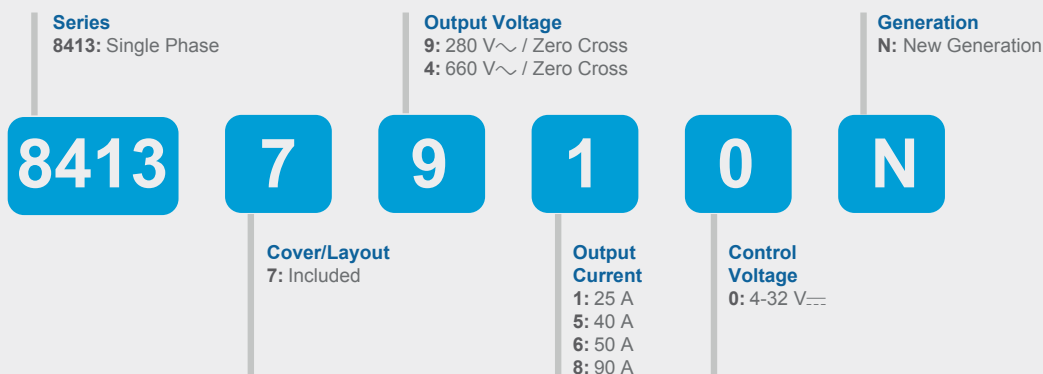 Series
8413: Single Phase
Output Voltage
9: 280 V∿ / Zero Cross
4: 660 V∿ / Zero Cross
Generation
N: New Generation
8413 7 9 1 0 N
Cover/Layout
7: Included
Output
Current
1: 25 A
5: 40 A
6: 50 A
8: 90 A
Control
Voltage
0: 4-32 V⎓